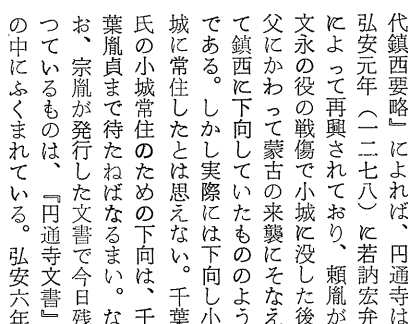 代鎮西要略』によれば、円通寺は
弘安元年（一二七八）に若訥宏弁
によって再興されており、頼胤が
文永の役の戦傷で小城に没した後
父にかわって蒙古の来襲にそなえ
て鎮西に下向していたもののよう
である。しかし実際には下向し小
城に常住したとは思えない。千葉
氏の小城常住のための下向は、千
葉胤貞まで待たねばなるまい。な
お、宗胤が発行した文書で今日残
つているものは、『円通寺文書』
の中にふくまれている。弘安六年